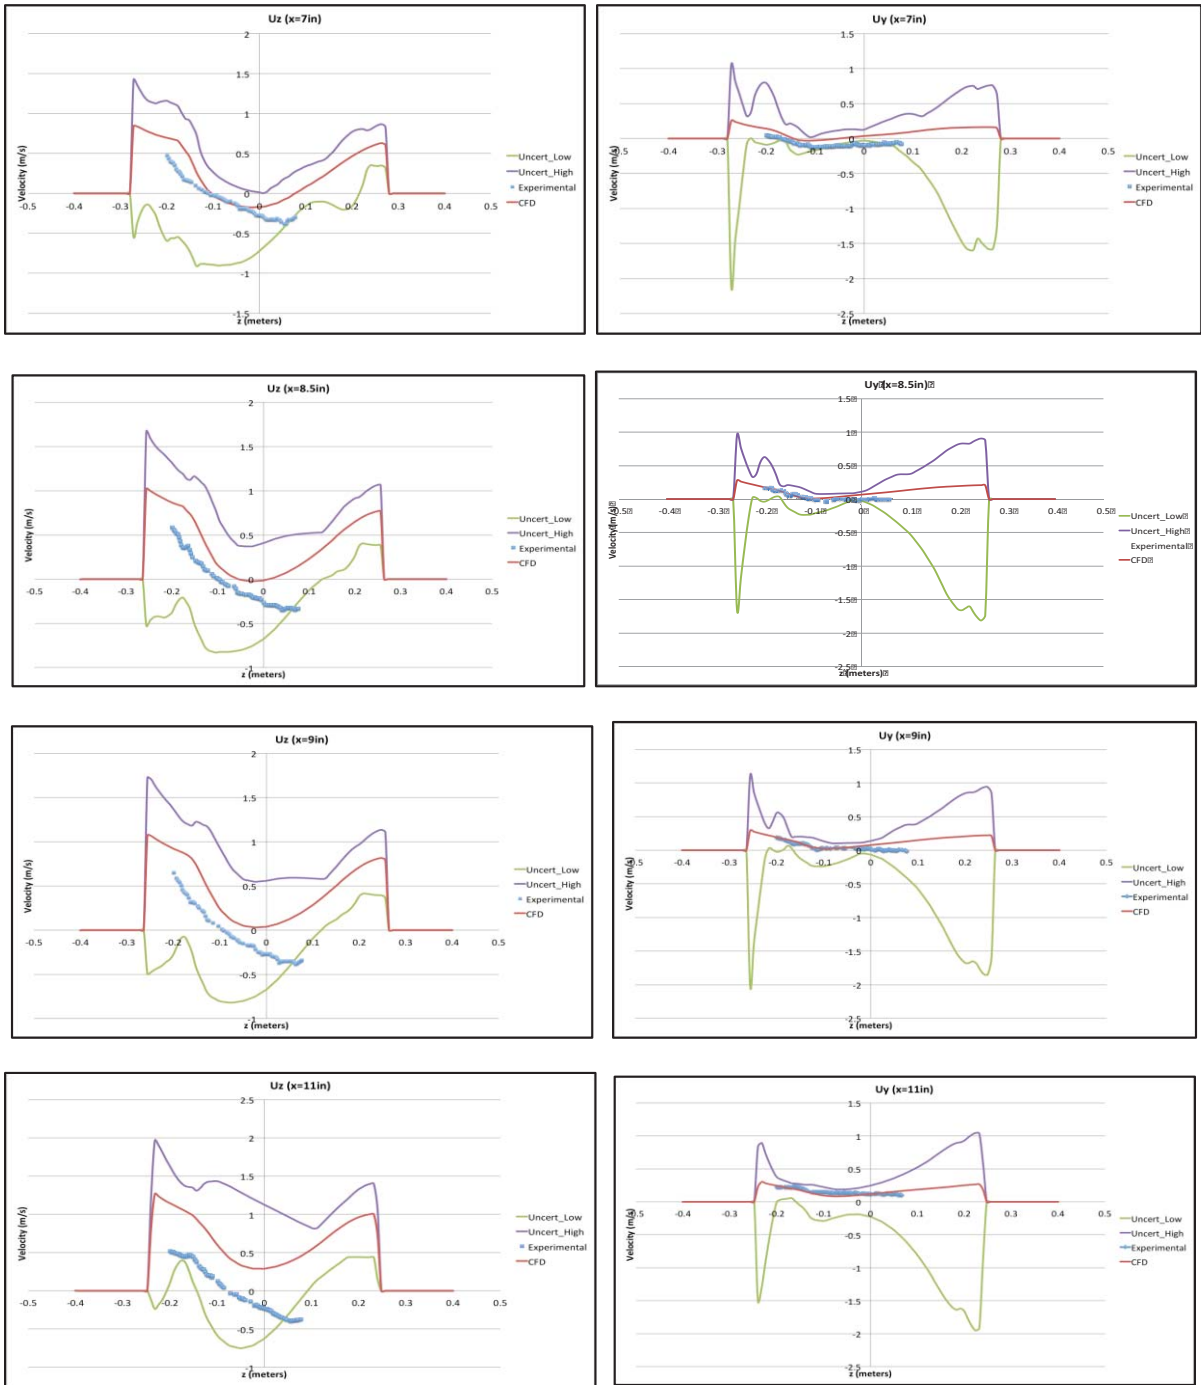 Uz (x=7in)
2
1.5
1
0.5
0
-0.5
-1
-1.5
-0.5 -0.4 -0.3 -0.2 -0.1 0 0.1 0.2 0.3 0.4 0.5
Velocity (m/s)
z (meters)
Uncert_Low
Uncert_High
Experimental
CFD
Uy (x=7in)
1.5
1
0.5
0
-0.5
-1
-1.5
-2
-2.5
-0.4 -0.3 -0.2 -0.1 0 0.1 0.2 0.3 0.4 0.5
Velocity (m/s)
z (meters)
Uncert_Low
Uncert_High
Experimental
CFD
Uz (x=8.5in)
2
1.5
1
0.5
0
-0.5
-1
-0.5 -0.4 -0.3 -0.2 -0.1 0 0.1 0.2 0.3 0.4 0.5
Velocity (m/s)
z (meters)
Uncert_Low
Uncert_High
Experimental
CFD
Uy (x=8.5in)
1.5
1
0.5
0
-0.5
-1
-1.5
-2
-2.5
-0.4 -0.3 -0.2 -0.1 0 0.1 0.2 0.3 0.4 0.5
Velocity (m/s)
z (meters)
Uncert_Low
Uncert_High
Experimental
CFD
Uz (x=9in)
2
1.5
1
0.5
0
-0.5
-1
-0.5 -0.4 -0.3 -0.2 -0.1 0 0.1 0.2 0.3 0.4 0.5
Velocity (m/s)
z (meters)
Uncert_Low
Uncert_High
Experimental
CFD
Uy (x=9in)
1.5
1
0.5
0
-0.5
-1
-1.5
-2
-2.5
-0.5 -0.4 -0.3 -0.2 -0.1 0 0.1 0.2 0.3 0.4 0.5
Velocity (m/s)
z (meters)
Uncert_Low
Uncert_High
Experimental
CFD
Uz (x=11in)
2.5
2
1.5
1
0.5
0
-0.5
-1
-0.5 -0.4 -0.3 -0.2 -0.1 0 0.1 0.2 0.3 0.4 0.5
Velocity (m/s)
z (meters)
Uncert_Low
Uncert_High
Experimental
CFD
Uy (x=11in)
1.5
1
0.5
0
-0.5
-1
-1.5
-2
-2.5
-0.5 -0.4 -0.3 -0.2 -0.1 0 0.1 0.2 0.3 0.4 0.5
Velocity (m/s)
z (meters)
Uncert_Low
Uncert_High
Experimental
CFD